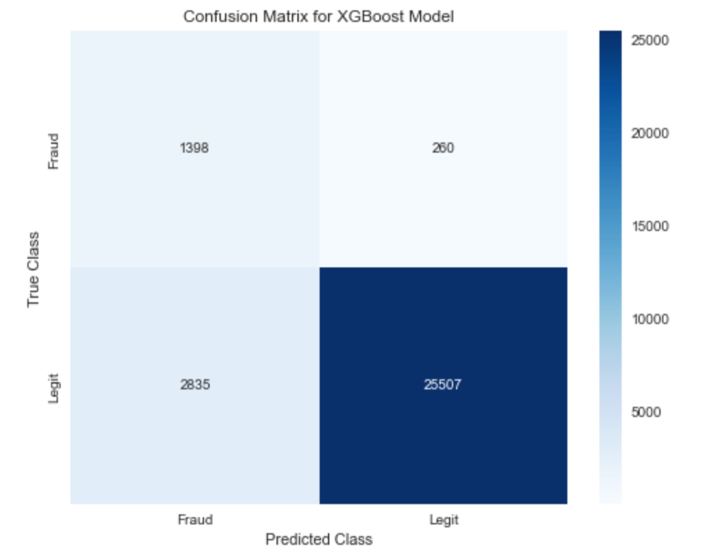 Confusion Matrix for XGBoost Model
25000
20000
15000
10000
5000
True Class
Fraud
Legit
1398 260
2835 25507
Fraud Legit
Predicted Class